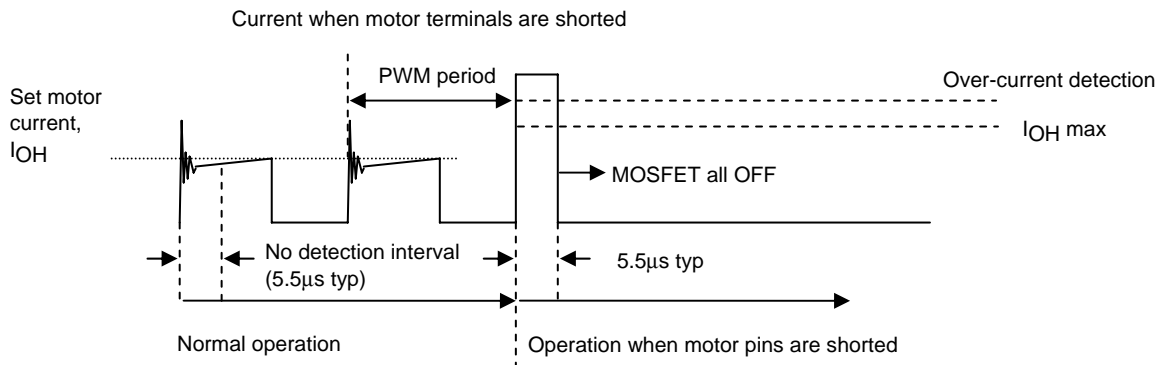 Current when motor terminals are shorted
PWM period
Over-current detection
Set motor
current,
IOH
IOH max
MOSFET all OFF
No detection interval
(5.5μs typ)
5.5μs typ
Normal operation
Operation when motor pins are shorted